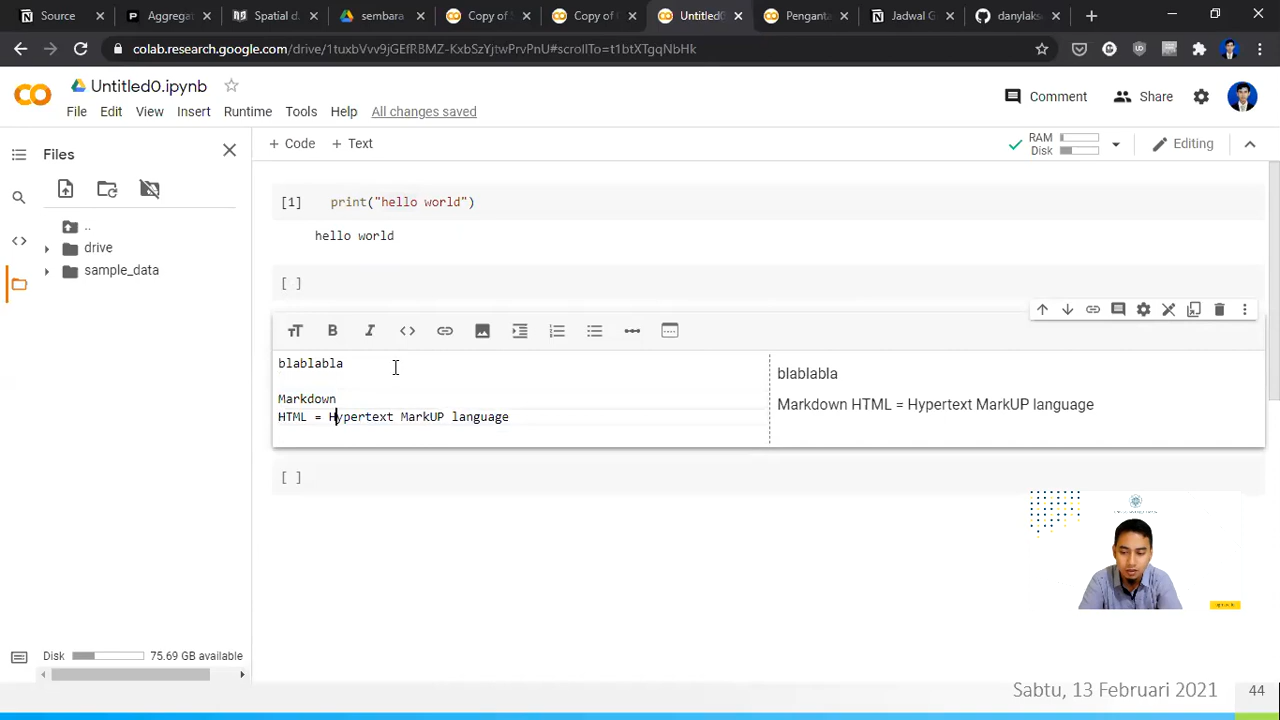 Source
Aggregat
Spatial d
sembara
Copy of S
Copy of
Untitled0
Penganta
Jadwal G
danylaks
colab.research.google.com/drive/1tuxbVvv9jGEfRBMZ-KxbSzYjtwPrvPnU#scrollTo=t1btXTgqNbHk
Untitled0.ipynb
Comment
Share
File Edit View Insert Runtime Tools Help All changes saved
Files
+ Code + Text
RAM
Disk
Editing
[1] print("hello world")
hello world
..
drive
sample_data
[ ]
blablabla
Markdown
HTML = Hypertext MarkUP language
blablabla
Markdown HTML = Hypertext MarkUP language
[ ]
Disk 75.69 GB available
Sabtu, 13 Februari 2021 44